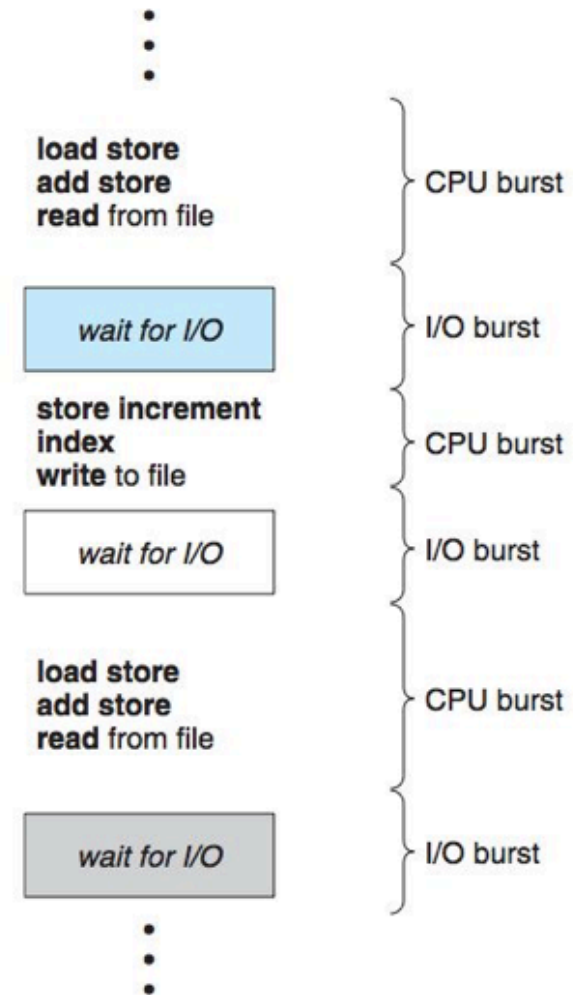 load store
add store
read from file
CPU burst
wait for I/O
I/O burst
store increment
index
write to file
CPU burst
wait for I/O
I/O burst
load store
add store
read from file
CPU burst
wait for I/O
I/O burst